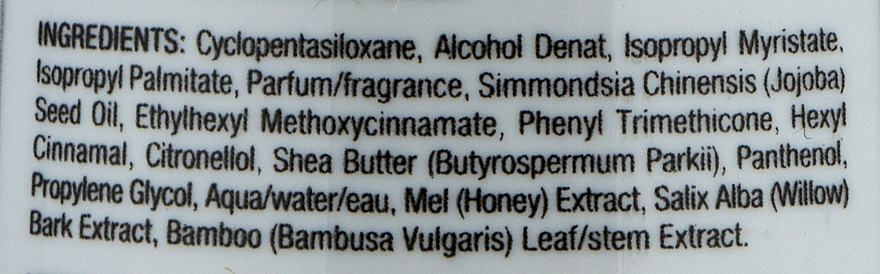 INGREDIENTS: Cyclopentasiloxane, Alcohol Denat, Isopropyl Myristate,
Isopropyl Palmitate, Parfum/fragrance, Simmondsia Chinensis (Jojoba)
Seed Oil, Ethylhexyl Methoxycinnamate, Phenyl Trimethicone, Hexyl
Cinnamal, Citronellol, Shea Butter (Butyrospermum Parkii), Panthenol,
Propylene Glycol, Aqua/water/eau, Mel (Honey) Extract, Salix Alba (Willow)
Bark Extract, Bamboo (Bambusa Vulgaris) Leaf/stem Extract.